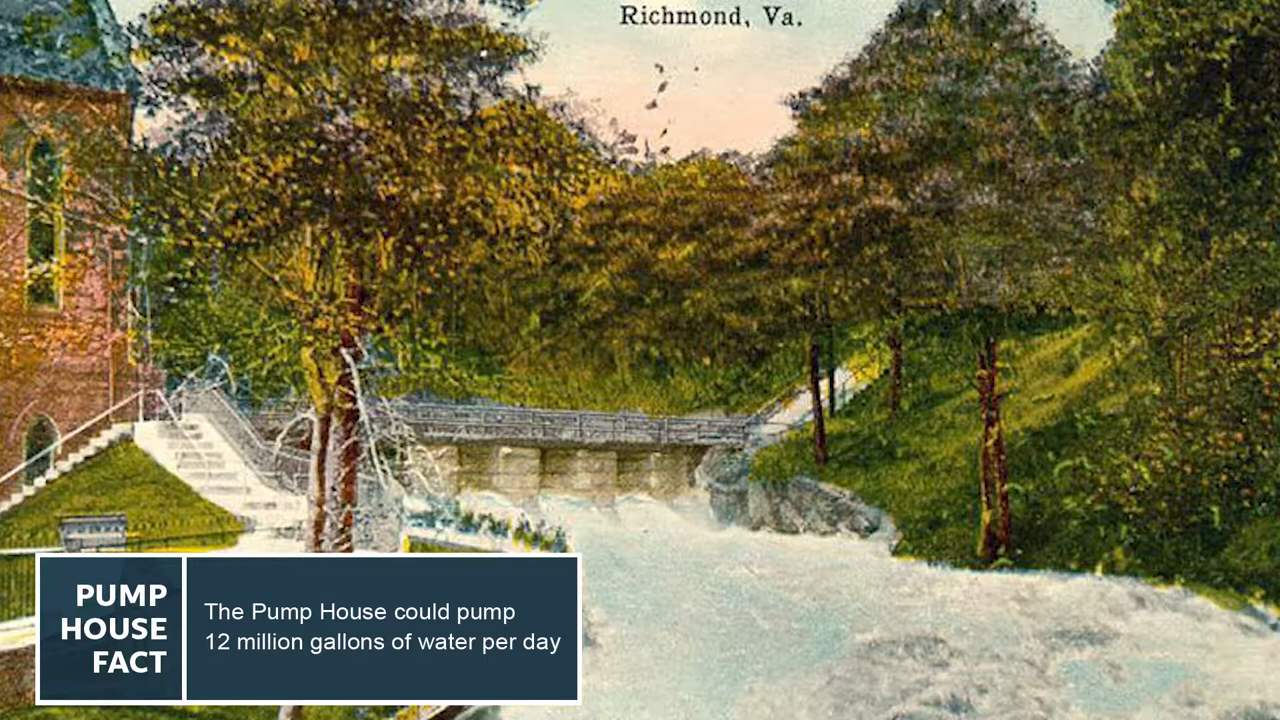 Richmond, Va.
PUMP
HOUSE
FACT
The Pump House could pump
12 million gallons of water per day